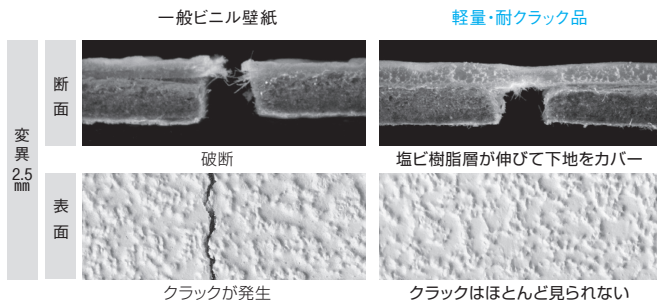 一般ビニル壁紙
軽量・耐クラック品
変異2.5mm
断面
破断
塩ビ樹脂層が伸びて下地をカバー
表面
クラックが発生
クラックはほとんど見られない